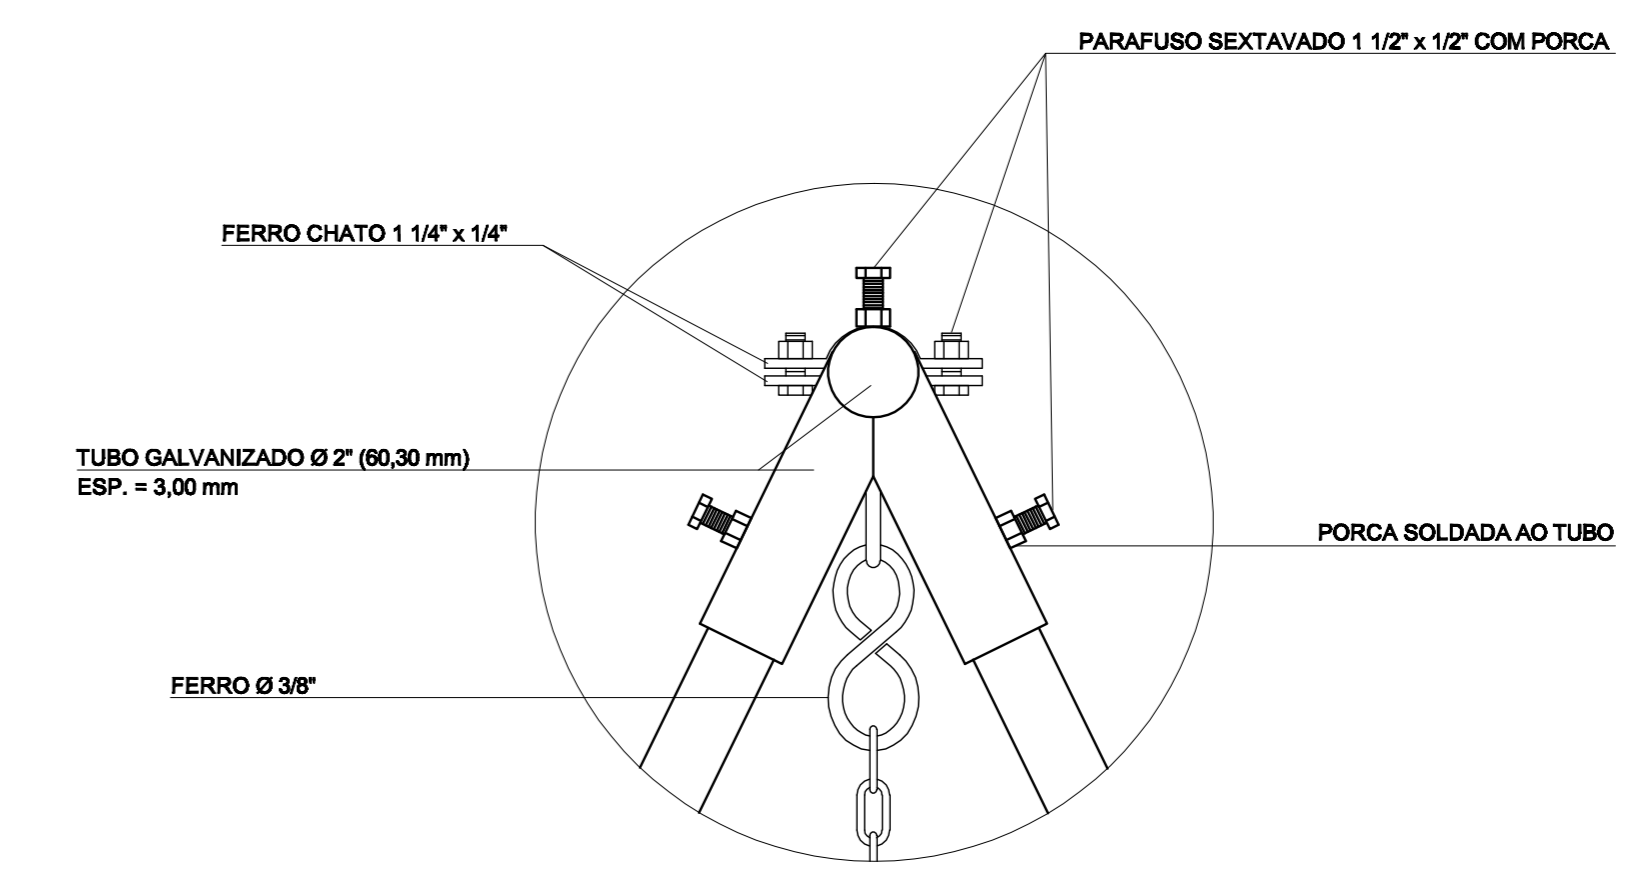 PARAFUSO SEXTAVADO 1 1/2" x 1/2" COM PORCA
FERRO CHATO 1 1/4" x 1/4"
TUBO GALVANIZADO Ø 2" (60,30 mm)
ESP. = 3,00 mm
PORCA SOLDADA AO TUBO
FERRO Ø 3/8"